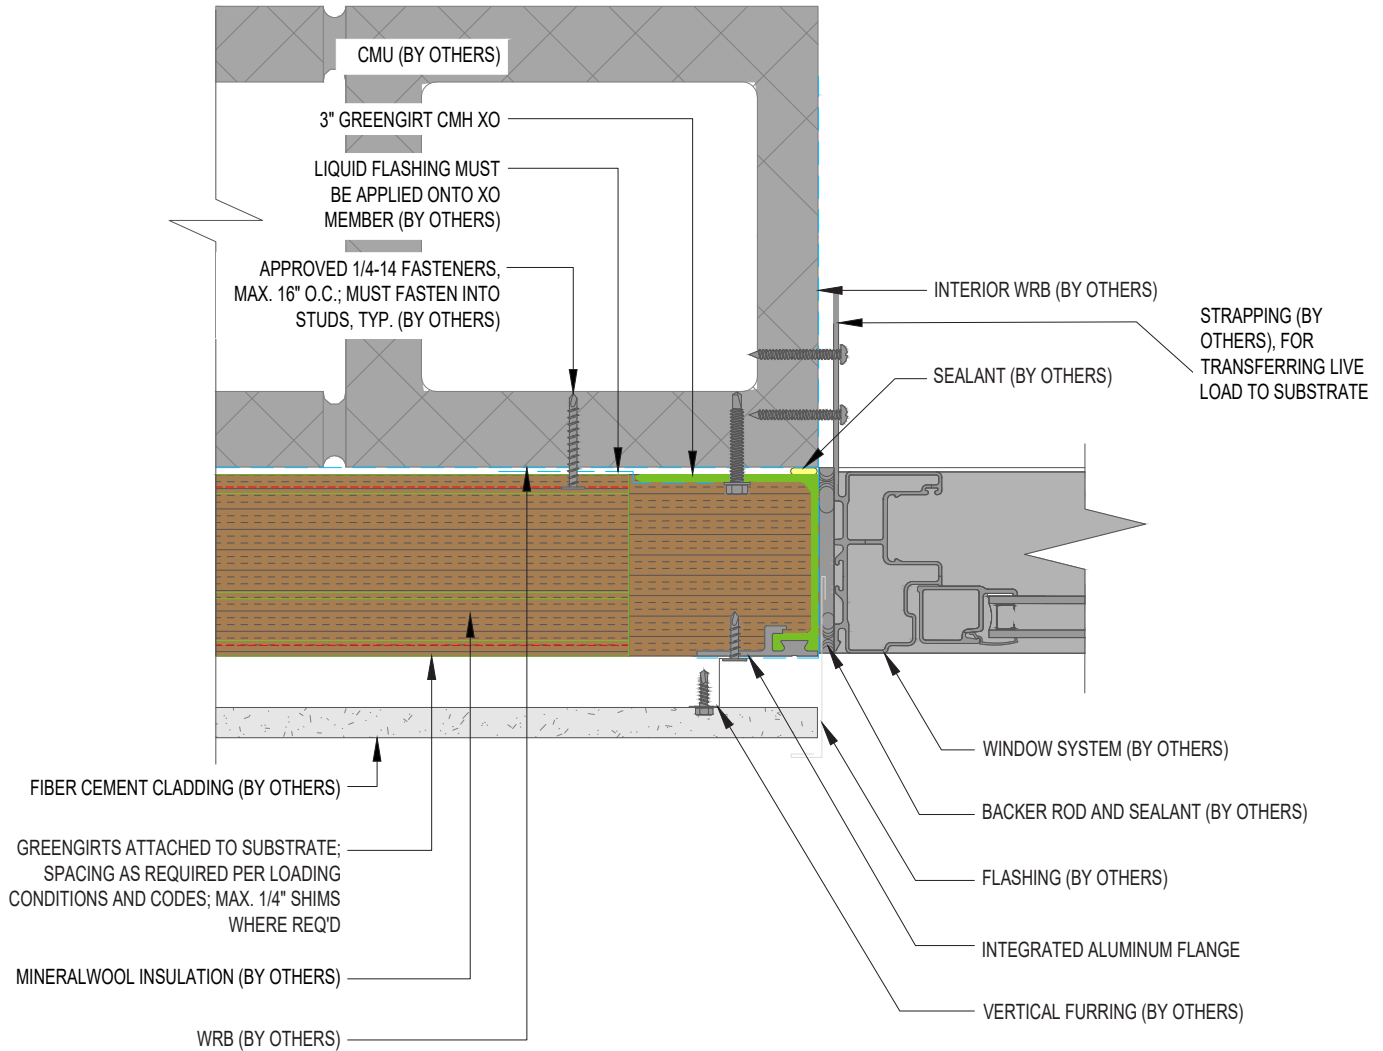 CMU (BY OTHERS)
3" GREENGIRT CMH XO
LIQUID FLASHING MUST
BE APPLIED ONTO XO
MEMBER (BY OTHERS)
APPROVED 1/4-14 FASTENERS,
MAX. 16" O.C.; MUST FASTEN INTO
STUDS, TYP. (BY OTHERS)
INTERIOR WRB (BY OTHERS)
STRAPPING (BY
OTHERS), FOR
TRANSFERRING LIVE
LOAD TO SUBSTRATE
SEALANT (BY OTHERS)
FIBER CEMENT CLADDING (BY OTHERS)
GREENGIRTS ATTACHED TO SUBSTRATE;
SPACING AS REQUIRED PER LOADING
CONDITIONS AND CODES; MAX. 1/4" SHIMS
WHERE REQ'D
MINERALWOOL INSULATION (BY OTHERS)
WRB (BY OTHERS)
WINDOW SYSTEM (BY OTHERS)
BACKER ROD AND SEALANT (BY OTHERS)
FLASHING (BY OTHERS)
INTEGRATED ALUMINUM FLANGE
VERTICAL FURRING (BY OTHERS)